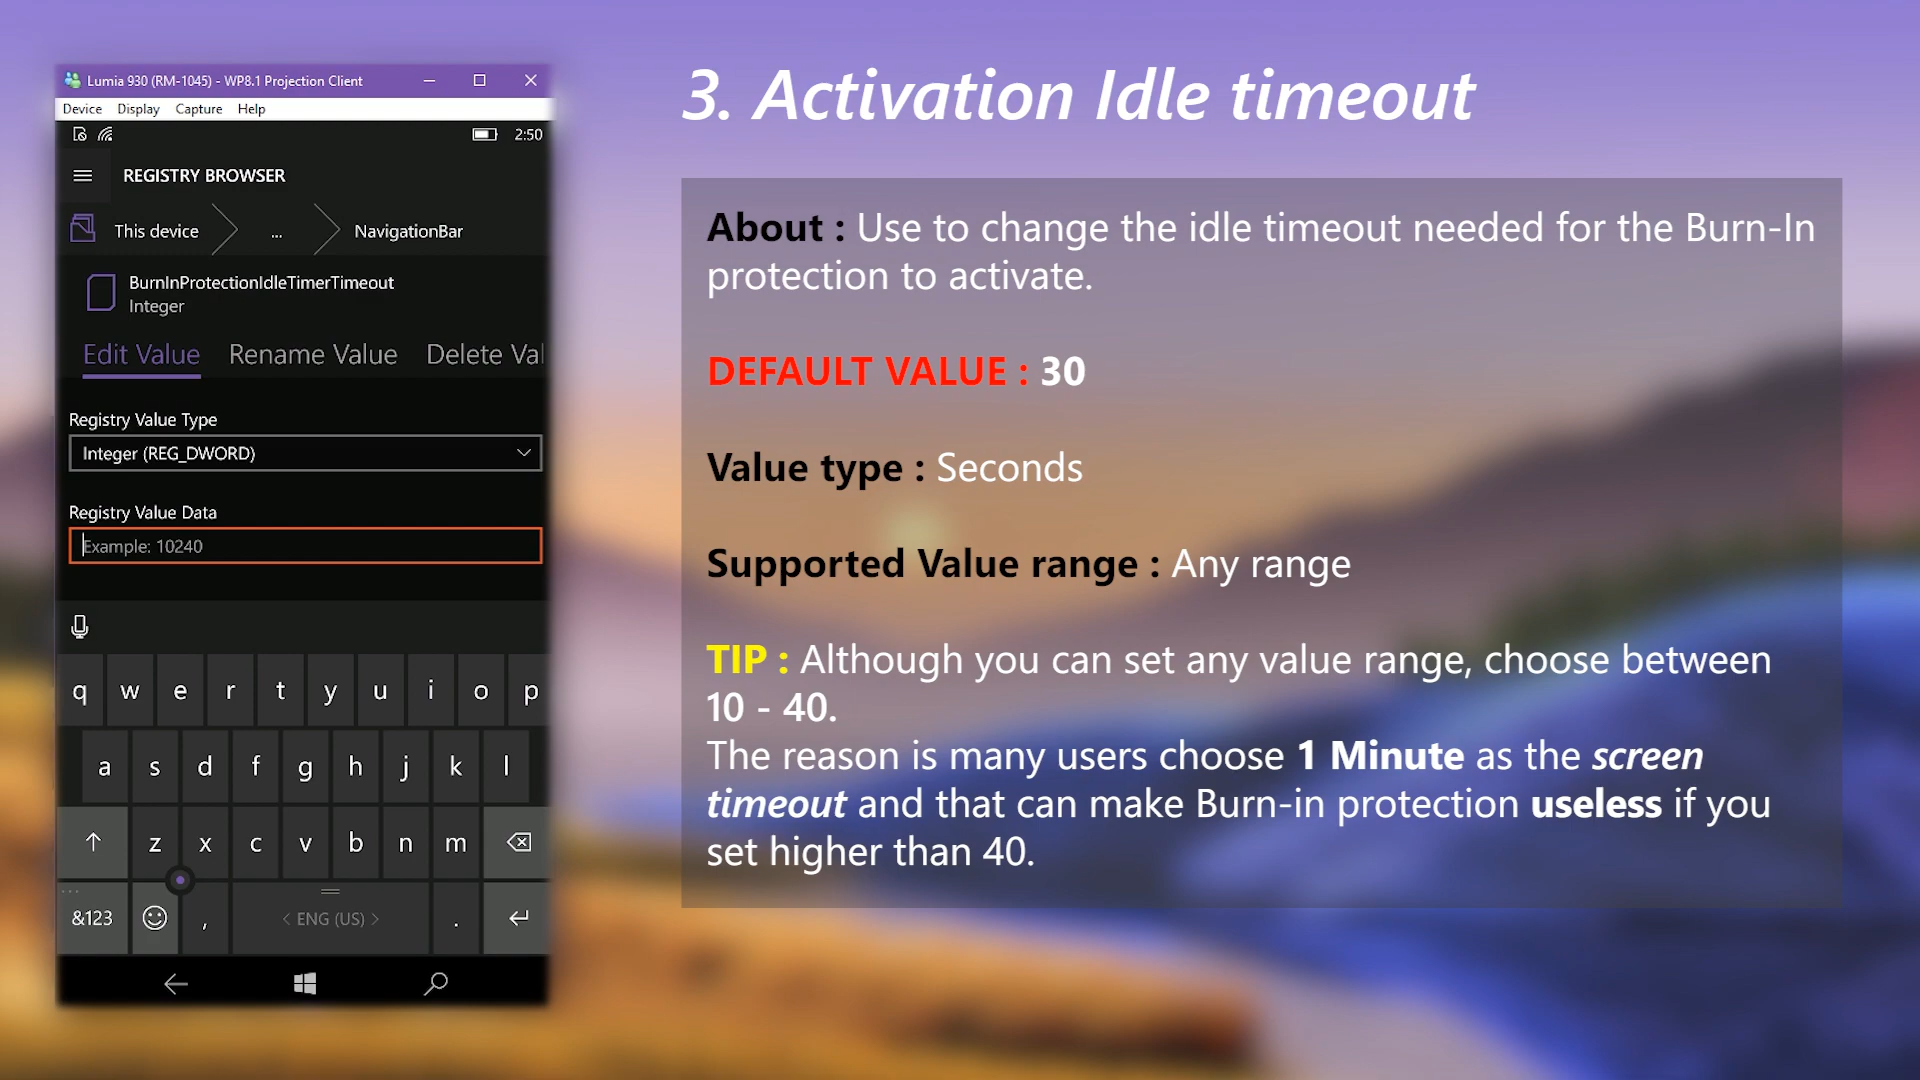 Lumia 930 (RM-1045) - WP8.1 Projection Client
Device Display Capture Help
2:50
REGISTRY BROWSER
This device ... NavigationBar
BurnInProtectionIdleTimerTimeout
Integer
Edit Value Rename Value Delete Val
Registry Value Type
Integer (REG_DWORD)
Registry Value Data
Example: 10240
q w e r t y u i o p
a s d f g h j k l
z x c v b n m
&123 , < ENG (US) > .
3. Activation Idle timeout
About : Use to change the idle timeout needed for the Burn-In
protection to activate.
DEFAULT VALUE : 30
Value type : Seconds
Supported Value range : Any range
TIP : Although you can set any value range, choose between
10 - 40.
The reason is many users choose 1 Minute as the screen
timeout and that can make Burn-in protection useless if you
set higher than 40.